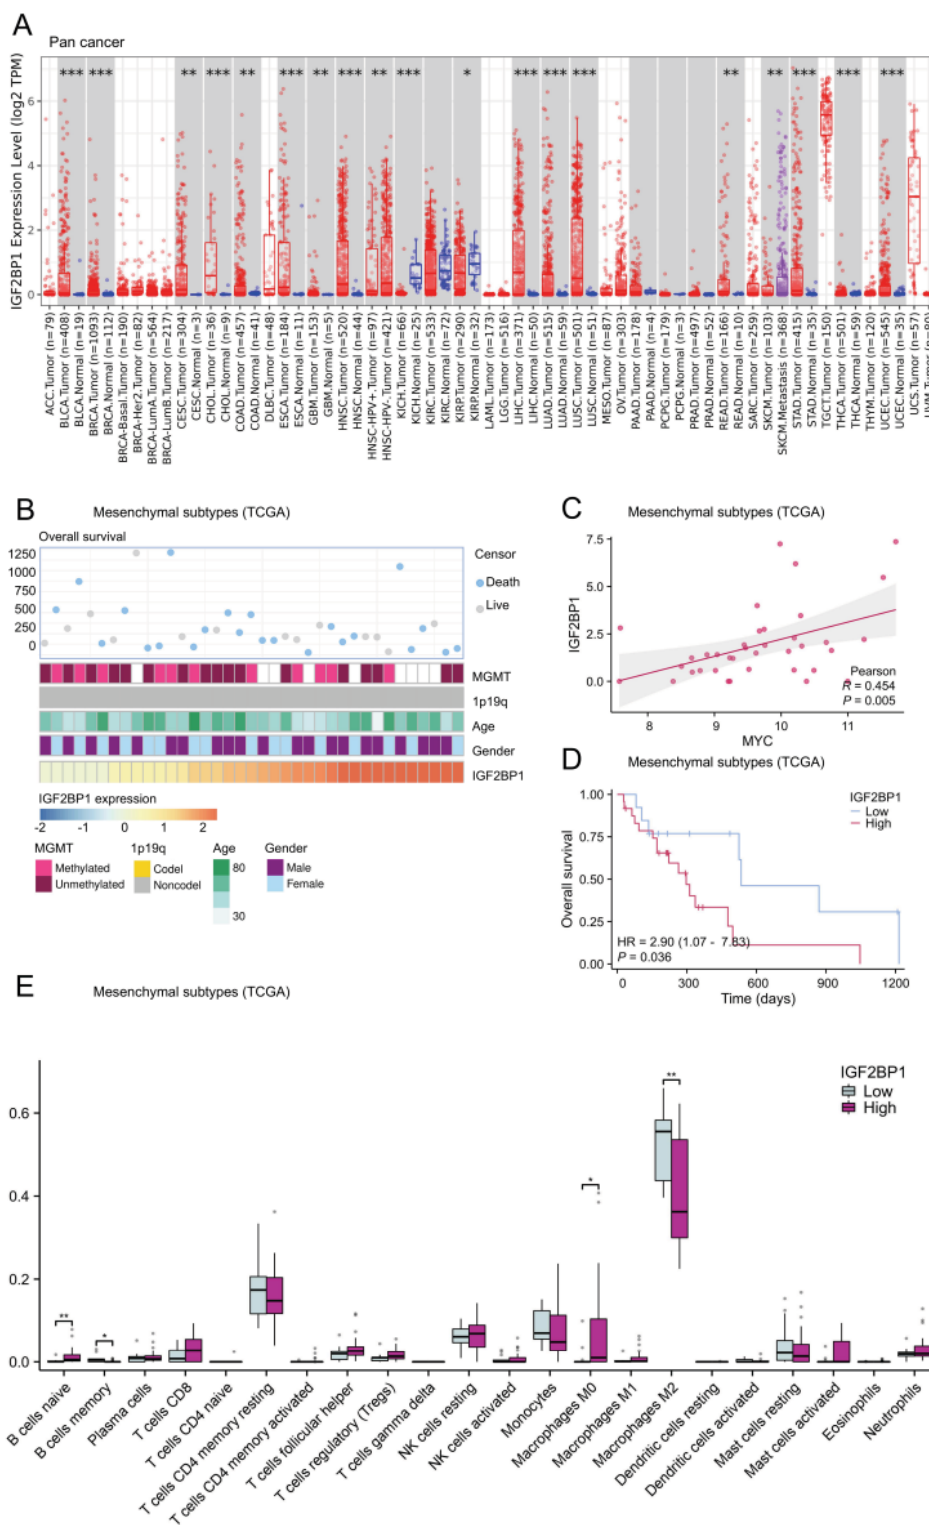 A
Pan cancer
IGF2BP1 Expression Level (log2 TPM)
6
4
2
0
*** *** ** *** ** *** ** *** ** *** * *** *** *** ** ** *** *** ***
ACC.Tumor (n=79)
BLCA.Tumor (n=408)
BLCA.Normal (n=19)
BRCA.Tumor (n=1093)
BRCA.Normal (n=112)
BRCA-Basal.Tumor (n=190)
BRCA-Her2.Tumor (n=82)
BRCA-LumA.Tumor (n=564)
BRCA-LumB.Tumor (n=217)
CESC.Tumor (n=304)
CESC.Normal (n=3)
CHOL.Tumor (n=36)
CHOL.Normal (n=9)
COAD.Tumor (n=457)
COAD.Normal (n=41)
DLBC.Tumor (n=48)
ESCA.Tumor (n=184)
ESCA.Normal (n=11)
GBM.Tumor (n=153)
GBM.Normal (n=5)
HNSC.Tumor (n=520)
HNSC.Normal (n=44)
HNSC-HPV+.Tumor (n=97)
HNSC-HPV-.Tumor (n=421)
KICH.Tumor (n=66)
KICH.Normal (n=25)
KIRC.Tumor (n=533)
KIRC.Normal (n=72)
KIRP.Tumor (n=290)
KIRP.Normal (n=32)
LAML.Tumor (n=173)
LGG.Tumor (n=516)
LIHC.Tumor (n=371)
LIHC.Normal (n=50)
LUAD.Tumor (n=515)
LUAD.Normal (n=59)
LUSC.Tumor (n=501)
LUSC.Normal (n=51)
MESO.Tumor (n=87)
OV.Tumor (n=303)
PAAD.Tumor (n=178)
PAAD.Normal (n=4)
PCPG.Tumor (n=179)
PCPG.Normal (n=3)
PRAD.Tumor (n=497)
PRAD.Normal (n=52)
READ.Tumor (n=166)
READ.Normal (n=10)
SARC.Tumor (n=259)
SKCM.Tumor (n=103)
SKCM.Metastasis (n=368)
STAD.Tumor (n=415)
STAD.Normal (n=35)
TGCT.Tumor (n=150)
THCA.Tumor (n=501)
THCA.Normal (n=59)
THYM.Tumor (n=120)
UCEC.Tumor (n=545)
UCEC.Normal (n=35)
UCS.Tumor (n=57)
UVM.Tumor (n=80)
B
Mesenchymal subtypes (TCGA)
Overall survival
1250
1000
750
500
250
0
Censor
Death
Live
MGMT
1p19q
Age
Gender
IGF2BP1
IGF2BP1 expression
-2 -1 0 1 2
MGMT
Methylated
Unmethylated
1p19q
Codel
Noncodel
Age
80
30
Gender
Male
Female
C
Mesenchymal subtypes (TCGA)
IGF2BP1
7.5
5.0
2.5
0.0
Pearson
R = 0.454
P = 0.005
8 9 10 11
MYC
D
Mesenchymal subtypes (TCGA)
Overall survival
1.00
0.75
0.50
0.25
0.00
IGF2BP1
Low
High
HR = 2.90 (1.07 - 7.83)
P = 0.036
0 300 600 900 1200
Time (days)
E
Mesenchymal subtypes (TCGA)
IGF2BP1
Low
High
0.6
0.4
0.2
0.0
** * * * **
B cells naive
B cells memory
Plasma cells
T cells CD8
T cells CD4 naive
T cells CD4 memory resting
T cells CD4 memory activated
T cells follicular helper
T cells regulatory (Tregs)
T cells gamma delta
NK cells resting
NK cells activated
Monocytes
Macrophages M0
Macrophages M1
Macrophages M2
Dendritic cells resting
Dendritic cells activated
Mast cells resting
Mast cells activated
Eosinophils
Neutrophils